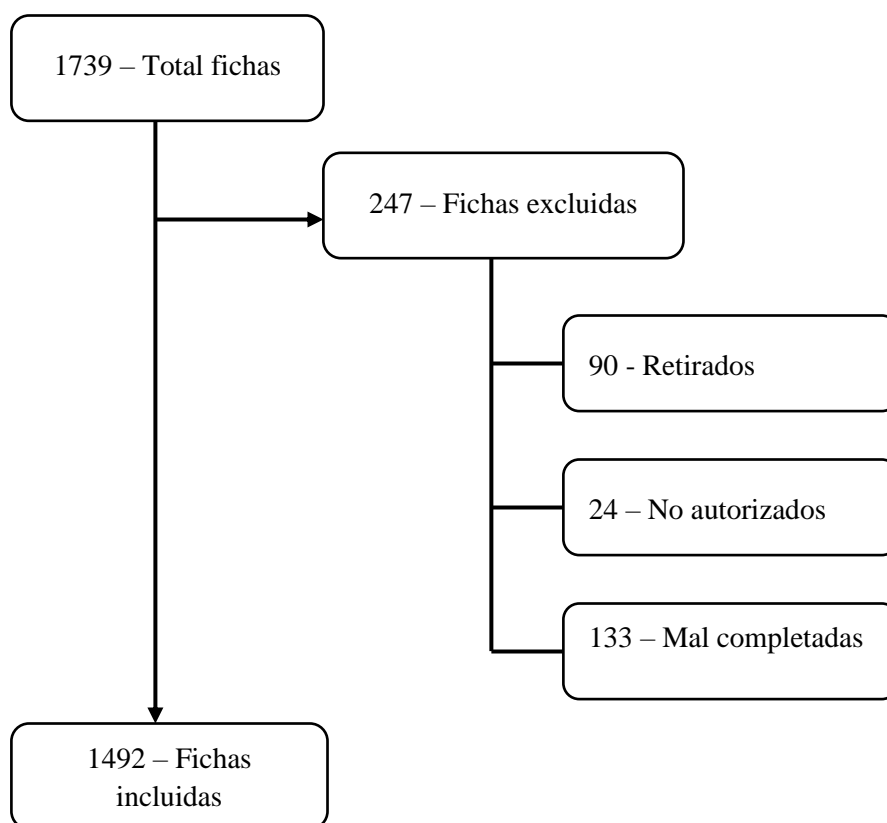 1739 – Total fichas
247 – Fichas excluidas
90 - Retirados
24 – No autorizados
133 – Mal completadas
1492 – Fichas
incluidas